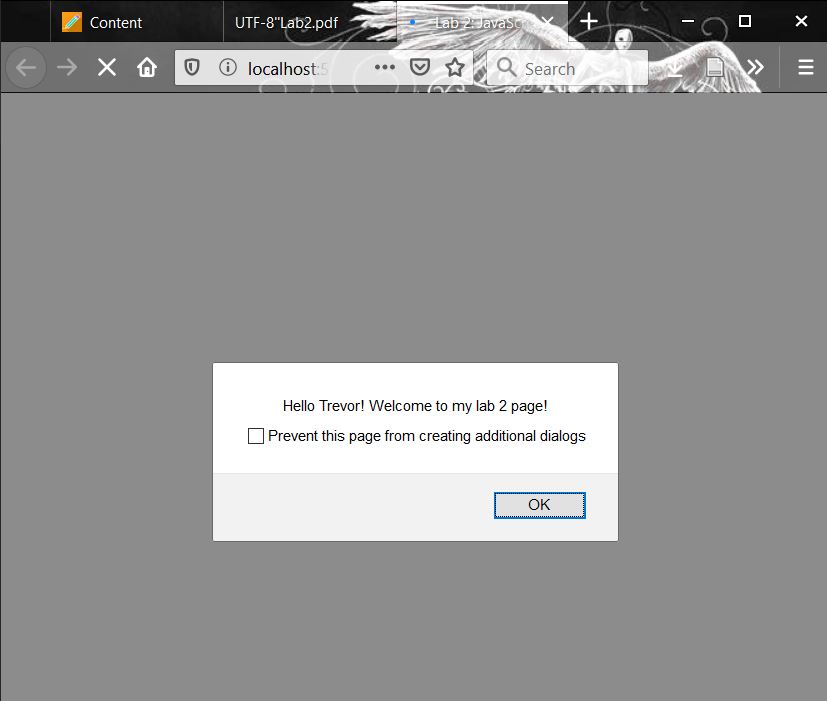 Content
UTF-8''Lab2.pdf
Lab 2: JavaSc
localhost:5
Search
Hello Trevor! Welcome to my lab 2 page!
Prevent this page from creating additional dialogs
OK